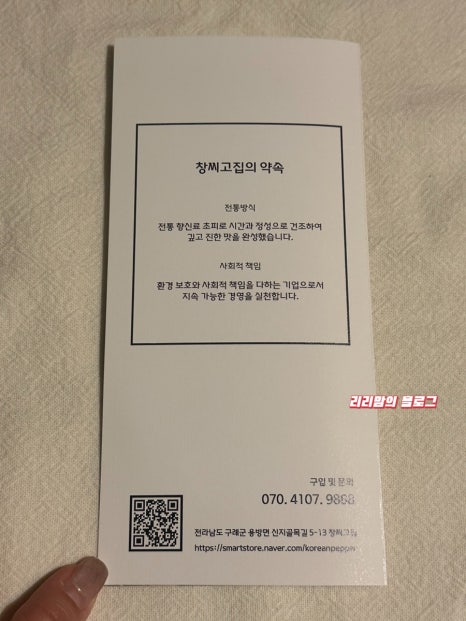 창씨고집의 약속
전통방식
전통 향신료 초피로 시간과 정성으로 건조하여
깊고 진한 맛을 완성했습니다.
사회적 책임
환경 보호와 사회적 책임을 다하는 기업으로서
지속 가능한 경영을 실천합니다.
리리맘의 블로그
구입 및 문의
070. 4107. 9868
전라남도 구례군 용방면 신지골목길 5-13 창씨고집